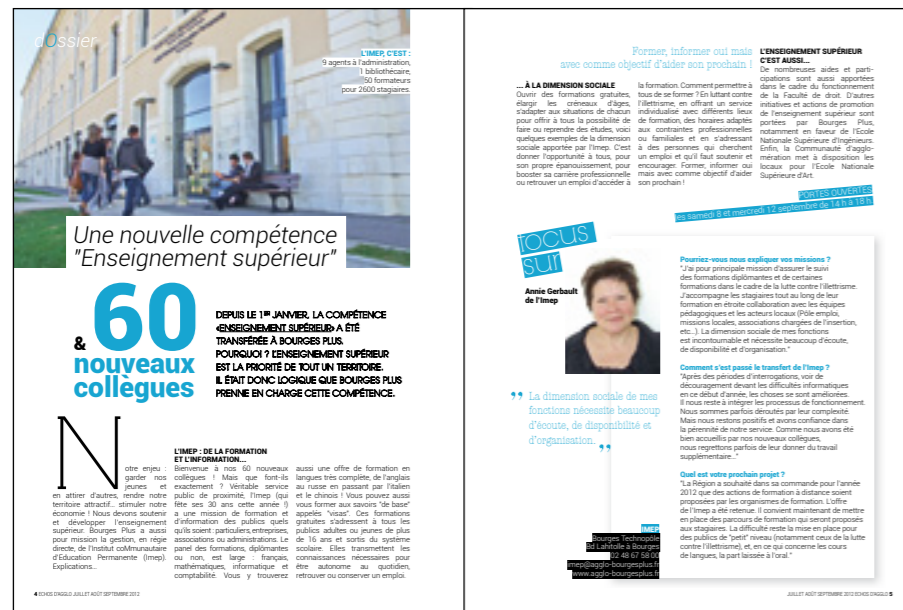 dOssier
L'IMEP, C'EST :
9 agents à l'administration,
1 bibliothécaire,
50 formateurs
pour 2600 stagiaires.
Une nouvelle compétence
"Enseignement supérieur"
& 60
nouveaux
collègues
DEPUIS LE 1ER JANVIER, LA COMPÉTENCE
«ENSEIGNEMENT SUPÉRIEUR» A ÉTÉ
TRANSFÉRÉE À BOURGES PLUS.
POURQUOI ? L'ENSEIGNEMENT SUPÉRIEUR
EST LA PRIORITÉ DE TOUT UN TERRITOIRE.
IL ÉTAIT DONC LOGIQUE QUE BOURGES PLUS
PRENNE EN CHARGE CETTE COMPÉTENCE.
Notre enjeu :
garder nos
jeunes et
en attirer d'autres, rendre notre
territoire attractif... stimuler notre
économie ! Nous devons soutenir
et développer l'enseignement
supérieur. Bourges Plus a aussi
pour mission la gestion, en régie
directe, de l'Institut coMmunautaire
d'Education Permanente (Imep).
Explications...
L'IMEP : DE LA FORMATION
ET L'INFORMATION...
Bienvenue à nos 60 nouveaux
collègues ! Mais que font-ils
exactement ? Véritable service
public de proximité, l'Imep (qui
fête ses 30 ans cette année !)
a une mission de formation et
d'information des publics quels
qu'ils soient : particuliers, entreprises,
associations ou administrations. Le
panel des formations, diplômantes
ou non, est large : français,
mathématiques, informatique et
comptabilité. Vous y trouverez
aussi une offre de formation en
langues très complète, de l'anglais
au russe en passant par l'italien
et le chinois ! Vous pouvez aussi
vous former aux savoirs "de base"
appelés "visas". Ces formations
gratuites s'adressent à tous les
publics adultes ou jeunes de plus
de 16 ans et sortis du système
scolaire. Elles transmettent les
connaissances nécessaires pour
être autonome au quotidien,
retrouver ou conserver un emploi.
4 ECHOS D'AGGLO JUILLET AOÛT SEPTEMBRE 2012
Former, informer oui mais
avec comme objectif d'aider son prochain !
... À LA DIMENSION SOCIALE
Ouvrir des formations gratuites,
élargir les créneaux d'âges,
s'adapter aux situations de chacun
pour offrir à tous la possibilité de
faire ou reprendre des études, voici
quelques exemples de la dimension
sociale apportée par l'Imep. C'est
donner l'opportunité à tous, pour
son propre épanouissement, pour
booster sa carrière professionnelle
ou retrouver un emploi d'accéder à
la formation. Comment permettre à
tous de se former ? En luttant contre
l'illettrisme, en offrant un service
individualisé avec différents lieux
de formation, des horaires adaptés
aux contraintes professionnelles
ou familiales et en s'adressant
à des personnes qui cherchent
un emploi et qu'il faut soutenir et
encourager. Former, informer oui
mais avec comme objectif d'aider
son prochain !
L'ENSEIGNEMENT SUPÉRIEUR
C'EST AUSSI...
De nombreuses aides et parti-
cipations sont aussi apportées
dans le cadre du fonctionnement
de la Faculté de droit. D'autres
initiatives et actions de promotion
de l'enseignement supérieur sont
portées par Bourges Plus,
notamment en faveur de l'Ecole
Nationale Supérieure d'Ingénieurs.
Enfin, la Communauté d'agglo-
mération met à disposition les
locaux pour l'Ecole Nationale
Supérieure d'Art.
PORTES OUVERTES
les samedi 8 et mercredi 12 septembre de 14 h à 18 h.
focus
sur
Annie Gerbault
de l'Imep
" La dimension sociale de mes
fonctions nécessite beaucoup
d'écoute, de disponibilité et
d'organisation. "
IMEP
Bourges Technopôle
Bd Lahitolle à Bourges
02 48 67 58 00
imep@agglo-bourgesplus.fr
www.agglo-bourgesplus.fr
Pourriez-vous nous expliquer vos missions ?
"J'ai pour principale mission d'assurer le suivi
des formations diplômantes et de certaines
formations dans le cadre de la lutte contre l'illettrisme.
J'accompagne les stagiaires tout au long de leur
formation en étroite collaboration avec les équipes
pédagogiques et les acteurs locaux (Pôle emploi,
missions locales, associations chargées de l'insertion,
etc...). La dimension sociale de mes fonctions
est incontournable et nécessite beaucoup d'écoute,
de disponibilité et d'organisation."
Comment s'est passé le transfert de l'Imep ?
"Après des périodes d'interrogations, voir de
découragement devant les difficultés informatiques
en ce début d'année, les choses se sont améliorées.
Il nous reste à intégrer les processus de fonctionnement.
Nous sommes parfois déroutés par leur complexité.
Mais nous restons positifs et avons confiance dans
la pérennité de notre service. Comme nous avons été
bien accueillis par nos nouveaux collègues,
nous regrettons parfois de leur donner du travail
supplémentaire..."
Quel est votre prochain projet ?
"La Région a souhaité dans sa commande pour l'année
2012 que des actions de formation à distance soient
proposées par les organismes de formation. L'offre
de l'Imep a été retenue. Il convient maintenant de mettre
en place des parcours de formation qui seront proposées
aux stagiaires. La difficulté reste la mise en place pour
des publics de "petit" niveau (notamment ceux de la lutte
contre l'illettrisme), et, en ce qui concerne les cours
de langues, la part laissée à l'oral."
JUILLET AOÛT SEPTEMBRE 2012 ECHOS D'AGGLO 5